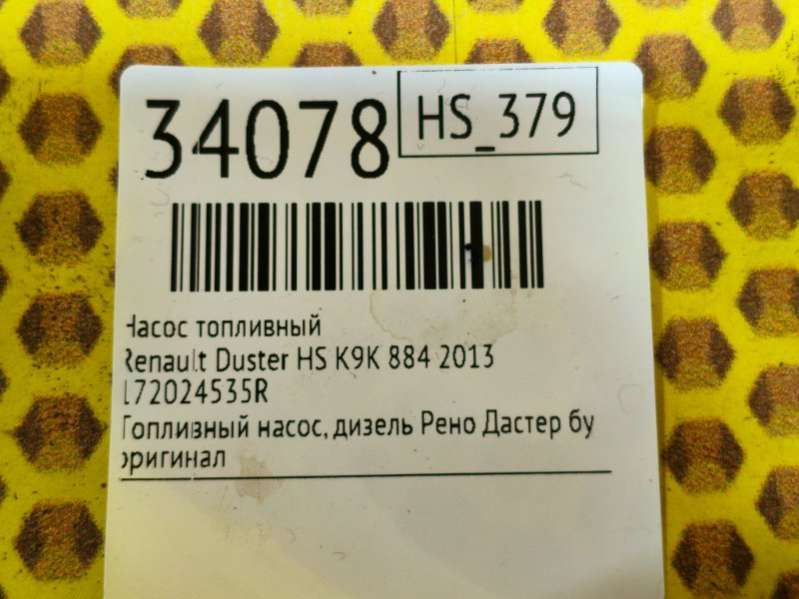 34078
HS_379
Насос топливный
Renault Duster HS K9K 884 2013
172024535R
Топливный насос, дизель Рено Дастер бу
оригинал